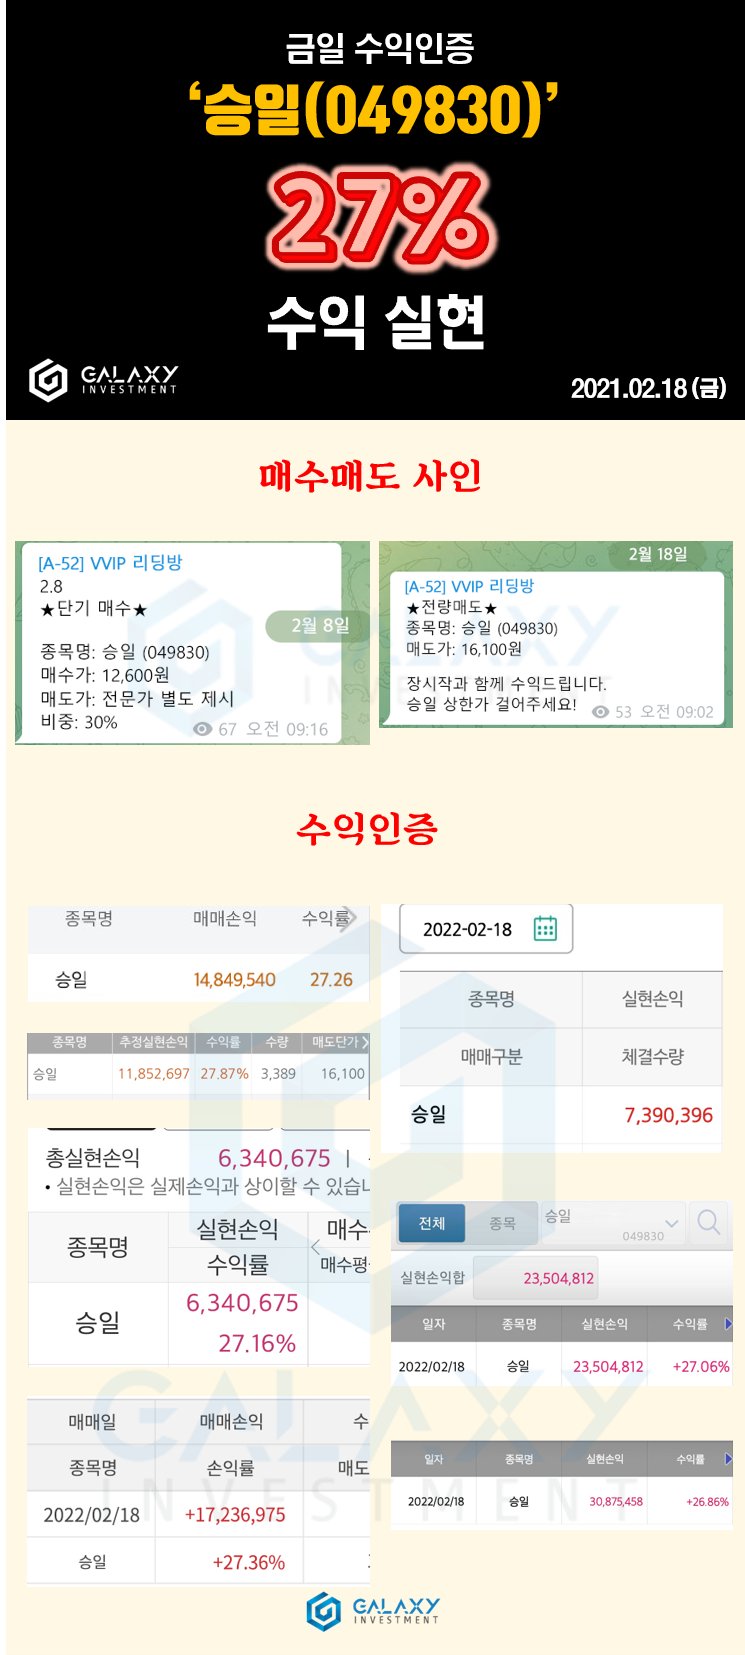 금일 수익인증
‘승일(049830)’
27%
수익 실현
GALAXY
INVESTMENT
2021.02.18 (금)
매수매도 사인
[A-52] VVIP 리딩방
2.8
★단기 매수★
2월 8일
종목명: 승일 (049830)
매수가: 12,600원
매도가: 전문가 별도 제시
비중: 30%
67 오전 09:16
2월 18일
[A-52] VVIP 리딩방
★전량매도★
종목명: 승일 (049830)
매도가: 16,100원
장시작과 함께 수익드립니다.
승일 상한가 걸어주세요!
53 오전 09:02
수익인증
종목명 매매손익 수익률
승일 14,849,540 27.26
종목명 추정실현손익 수익률 수량 매도단가
승일 11,852,697 27.87% 3,389 16,100
총실현손익 6,340,675 |
• 실현손익은 실제손익과 상이할 수 있습니
종목명 실현손익 매수
수익률 매수평
승일 6,340,675
27.16%
매매일 매매손익 수
종목명 손익률 매도
2022/02/18 +17,236,975
승일 +27.36%
2022-02-18
종목명 실현손익
매매구분 체결수량
승일 7,390,396
전체 종목 승일 049830
실현손익합 23,504,812
일자 종목명 실현손익 수익률
2022/02/18 승일 23,504,812 +27.06%
일자 종목명 실현손익 수익률
2022/02/18 승일 30,875,458 +26.86%
GALAXY
INVESTMENT
GALAXY
INVESTMENT
GALAXY
INVESTMENT